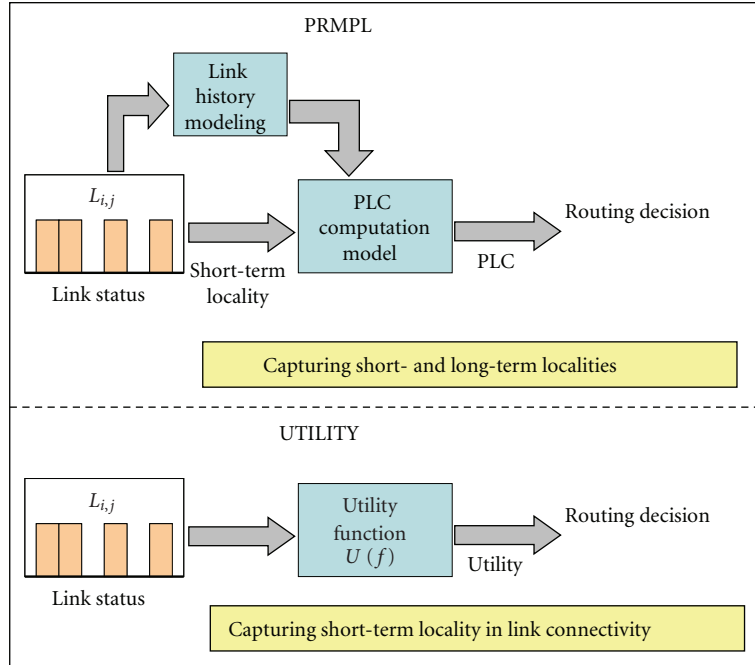 PRMPL
Link
history
modeling
L_{i,j}
Link status
Short-term
locality
PLC
computation
model
PLC
Routing decision
Capturing short- and long-term localities
UTILITY
L_{i,j}
Link status
Utility
function
U (f)
Utility
Routing decision
Capturing short-term locality in link connectivity